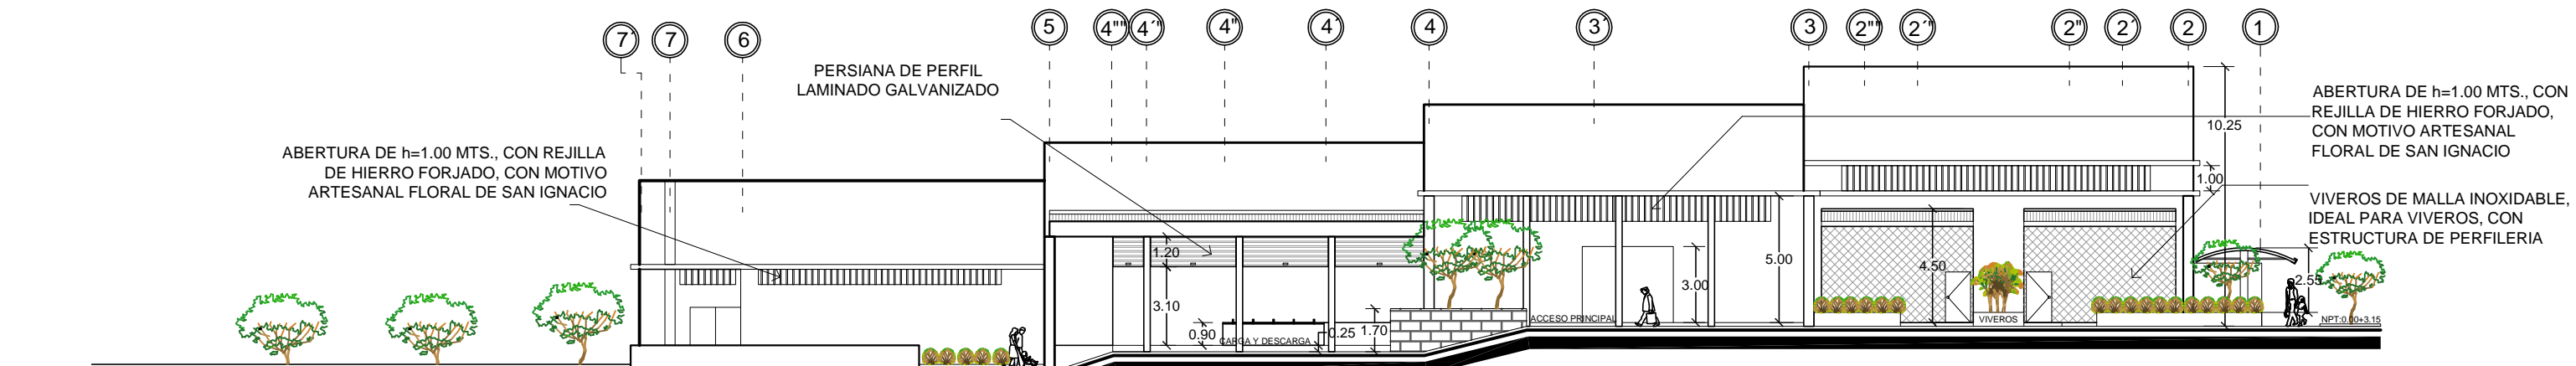 7´ 7 6 5 4"" 4´" 4" 4´ 4 3´ 3 2"" 2´" 2" 2´ 2 1
PERSIANA DE PERFIL
LAMINADO GALVANIZADO
ABERTURA DE h=1.00 MTS., CON REJILLA
DE HIERRO FORJADO, CON MOTIVO
ARTESANAL FLORAL DE SAN IGNACIO
ABERTURA DE h=1.00 MTS., CON
REJILLA DE HIERRO FORJADO,
CON MOTIVO ARTESANAL
FLORAL DE SAN IGNACIO
VIVEROS DE MALLA INOXIDABLE,
IDEAL PARA VIVEROS, CON
ESTRUCTURA DE PERFILERIA
10.25
1.00
1.20
3.10
0.90
0.25
1.70
CARGA Y DESCARGA
ACCESO PRINCIPAL
3.00
5.00
4.50
VIVEROS
2.55
NPT:0.00+3.15